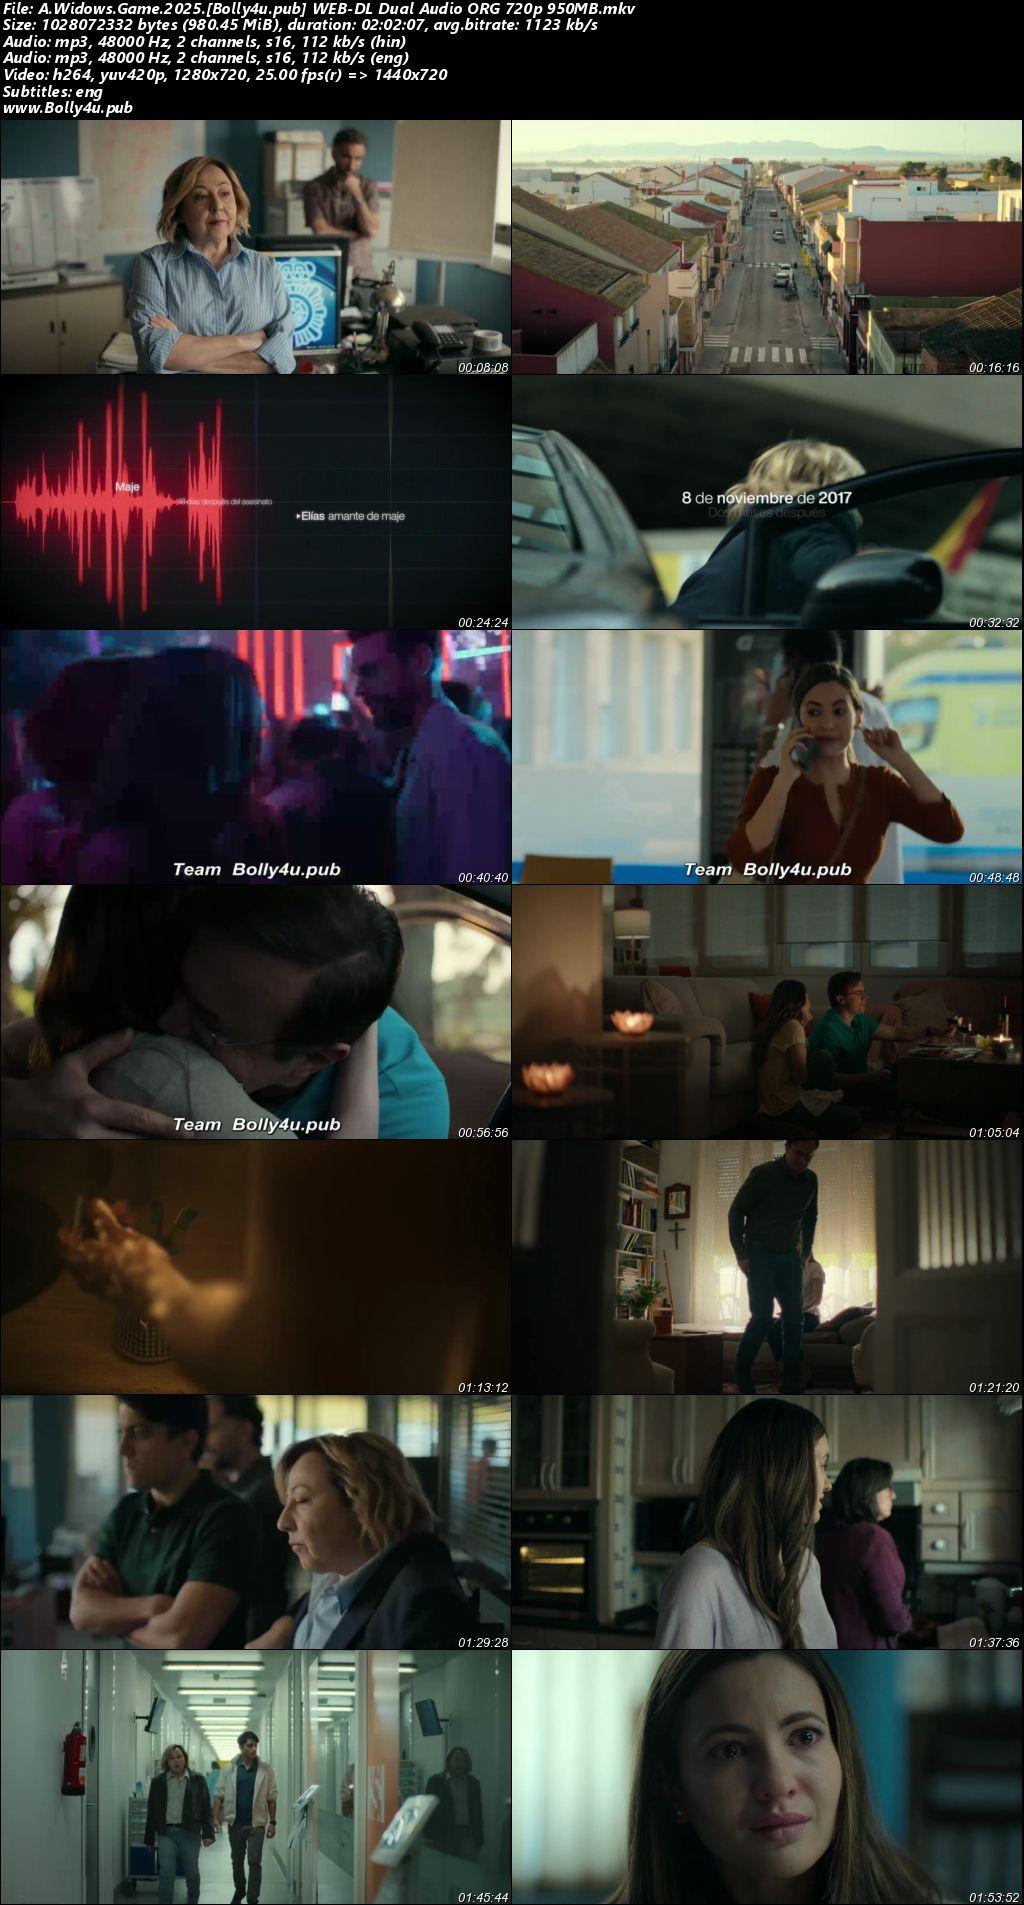 File: A.Widows.Game.2025.[Bolly4u.pub] WEB-DL Dual Audio ORG 720p 950MB.mkv
Size: 1028072332 bytes (980.45 MiB), duration: 02:02:07, avg.bitrate: 1123 kb/s
Audio: mp3, 48000 Hz, 2 channels, s16, 112 kb/s (hin)
Audio: mp3, 48000 Hz, 2 channels, s16, 112 kb/s (eng)
Video: h264, yuv420p, 1280x720, 25.00 fps(r) => 1440x720
Subtitles: eng
www.Bolly4u.pub
00:08:08
00:16:16
Maje
18 días después del asesinato
Elías amante de maje
00:24:24
8 de noviembre de 2017
Dos meses después
00:32:32
Team Bolly4u.pub
00:40:40
Team Bolly4u.pub
00:48:48
Team Bolly4u.pub
00:56:56
01:05:04
01:13:12
01:21:20
01:29:28
01:37:36
01:45:44
01:53:52